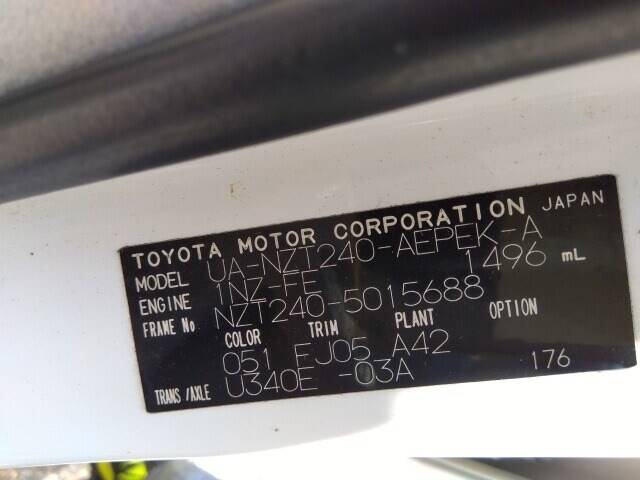 TOYOTA MOTOR CORPORATION JAPAN
MODEL UA-NZT240-AEPEK-A
ENGINE 1NZ-FE 1496 mL
FRAME No NZT240-5015688
COLOR TRIM PLANT OPTION
051 FJ05 A42
TRANS/AXLE U340E -03A 176